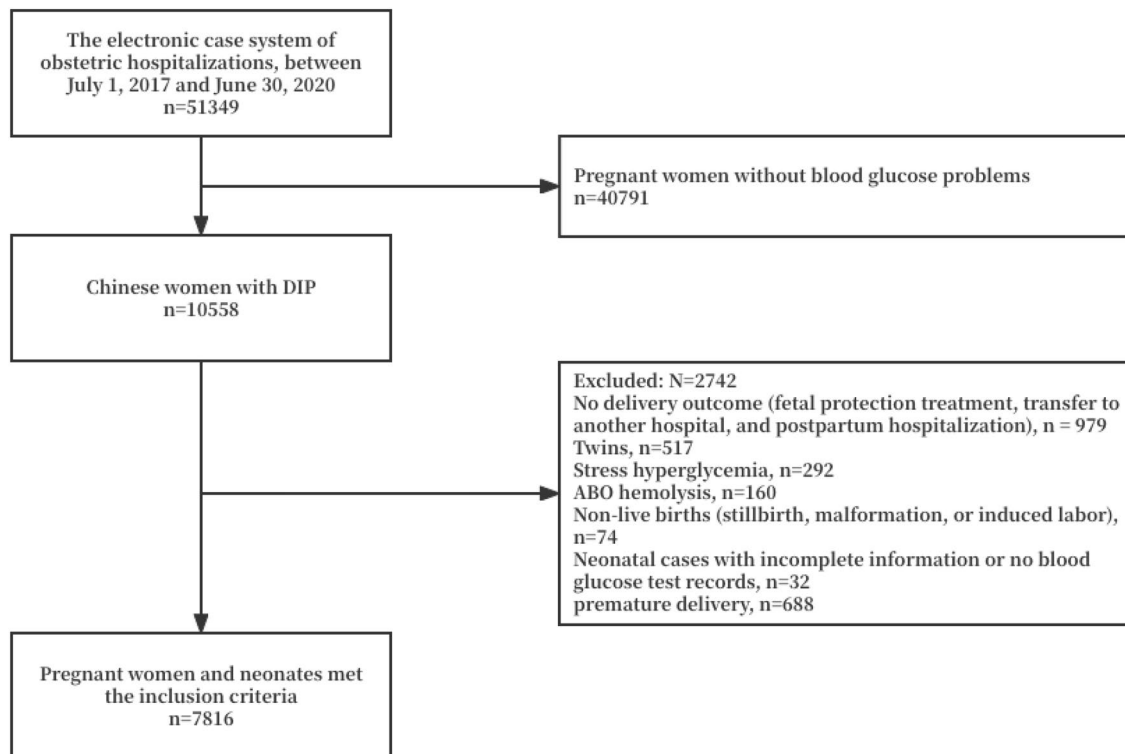 The electronic case system of
obstetric hospitalizations, between
July 1, 2017 and June 30, 2020
n=51349
Pregnant women without blood glucose problems
n=40791
Chinese women with DIP
n=10558
Excluded: N=2742
No delivery outcome (fetal protection treatment, transfer to
another hospital, and postpartum hospitalization), n = 979
Twins, n=517
Stress hyperglycemia, n=292
ABO hemolysis, n=160
Non-live births (stillbirth, malformation, or induced labor),
n=74
Neonatal cases with incomplete information or no blood
glucose test records, n=32
premature delivery, n=688
Pregnant women and neonates met
the inclusion criteria
n=7816